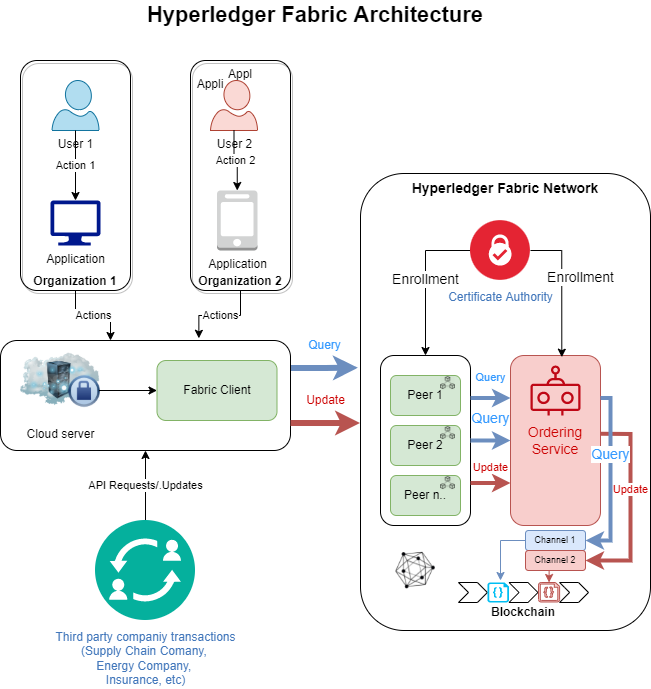 Hyperledger Fabric Architecture
Appl
Appli
User 1
User 2
Action 1
Action 2
Application
Application
Organization 1
Organization 2
Actions
Actions
Hyperledger Fabric Network
Enrollment
Enrollment
Certificate Authority
Query
Update
Fabric Client
Cloud server
Peer 1
Peer 2
Peer n..
Query
Query
Update
Ordering
Service
Query
Update
API Requests/.Updates
Channel 1
Channel 2
{}
{}
Blockchain
Third party companiy transactions
(Supply Chain Comany,
Energy Company,
Insurance, etc)